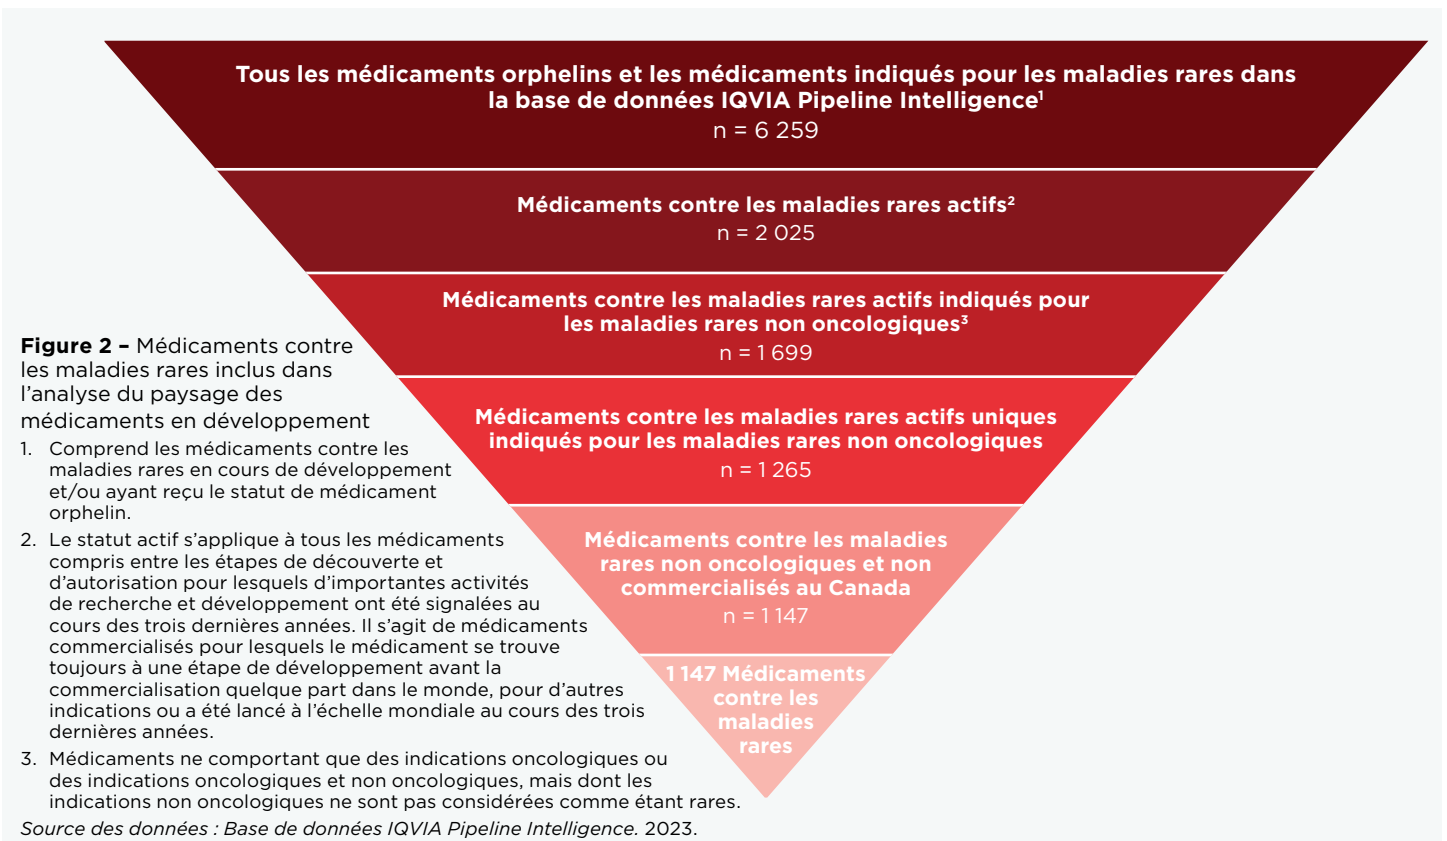 Tous les médicaments orphelins et les médicaments indiqués pour les maladies rares dans
la base de données IQVIA Pipeline Intelligence¹
n = 6 259
Médicaments contre les maladies rares actifs²
n = 2 025
Médicaments contre les maladies rares actifs indiqués pour
les maladies rares non oncologiques³
n = 1 699
Médicaments contre les maladies rares actifs uniques
indiqués pour les maladies rares non oncologiques
n = 1 265
Médicaments contre les maladies
rares non oncologiques et non
commercialisés au Canada
n = 1 147
1 147 Médicaments
contre les
maladies
rares
Figure 2 – Médicaments contre
les maladies rares inclus dans
l’analyse du paysage des
médicaments en développement
1. Comprend les médicaments contre les
maladies rares en cours de développement
et/ou ayant reçu le statut de médicament
orphelin.
2. Le statut actif s’applique à tous les médicaments
compris entre les étapes de découverte et
d’autorisation pour lesquels d’importantes activités
de recherche et développement ont été signalées au
cours des trois dernières années. Il s’agit de médicaments
commercialisés pour lesquels le médicament se trouve
toujours à une étape de développement avant la
commercialisation quelque part dans le monde, pour d’autres
indications ou a été lancé à l’échelle mondiale au cours des trois
dernières années.
3. Médicaments ne comportant que des indications oncologiques ou
des indications oncologiques et non oncologiques, mais dont les
indications non oncologiques ne sont pas considérées comme étant rares.
Source des données : Base de données IQVIA Pipeline Intelligence. 2023.